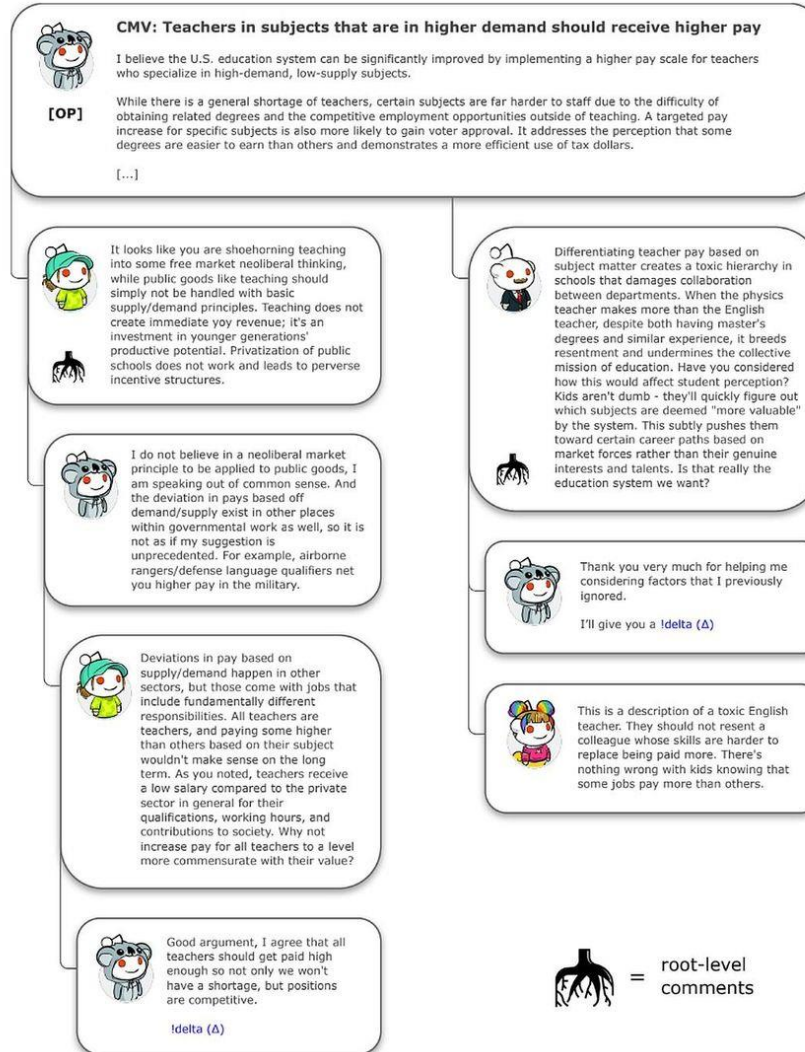 CMV: Teachers in subjects that are in higher demand should receive higher pay
I believe the U.S. education system can be significantly improved by implementing a higher pay scale for teachers
who specialize in high-demand, low-supply subjects.
[OP]
While there is a general shortage of teachers, certain subjects are far harder to staff due to the difficulty of
obtaining related degrees and the competitive employment opportunities outside of teaching. A targeted pay
increase for specific subjects is also more likely to gain voter approval. It addresses the perception that some
degrees are easier to earn than others and demonstrates a more efficient use of tax dollars.
[...]
It looks like you are shoehorning teaching
into some free market neoliberal thinking,
while public goods like teaching should
simply not be handled with basic
supply/demand principles. Teaching does not
create immediate yoy revenue; it's an
investment in younger generations'
productive potential. Privatization of public
schools does not work and leads to perverse
incentive structures.
I do not believe in a neoliberal market
principle to be applied to public goods, I
am speaking out of common sense. And
the deviation in pays based off
demand/supply exist in other places
within governmental work as well, so it is
not as if my suggestion is
unprecedented. For example, airborne
rangers/defense language qualifiers net
you higher pay in the military.
Deviations in pay based on
supply/demand happen in other
sectors, but those come with jobs that
include fundamentally different
responsibilities. All teachers are
teachers, and paying some higher
than others based on their subject
wouldn't make sense on the long
term. As you noted, teachers receive
a low salary compared to the private
sector in general for their
qualifications, working hours, and
contributions to society. Why not
increase pay for all teachers to a level
more commensurate with their value?
Good argument, I agree that all
teachers should get paid high
enough so not only we won't
have a shortage, but positions
are competitive.
!delta (Δ)
Differentiating teacher pay based on
subject matter creates a toxic hierarchy in
schools that damages collaboration
between departments. When the physics
teacher makes more than the English
teacher, despite both having master's
degrees and similar experience, it breeds
resentment and undermines the collective
mission of education. Have you considered
how this would affect student perception?
Kids aren't dumb - they'll quickly figure out
which subjects are deemed "more valuable"
by the system. This subtly pushes them
toward certain career paths based on
market forces rather than their genuine
interests and talents. Is that really the
education system we want?
Thank you very much for helping me
considering factors that I previously
ignored.
I'll give you a !delta (Δ)
This is a description of a toxic English
teacher. They should not resent a
colleague whose skills are harder to
replace being paid more. There's
nothing wrong with kids knowing that
some jobs pay more than others.
= root-level
comments